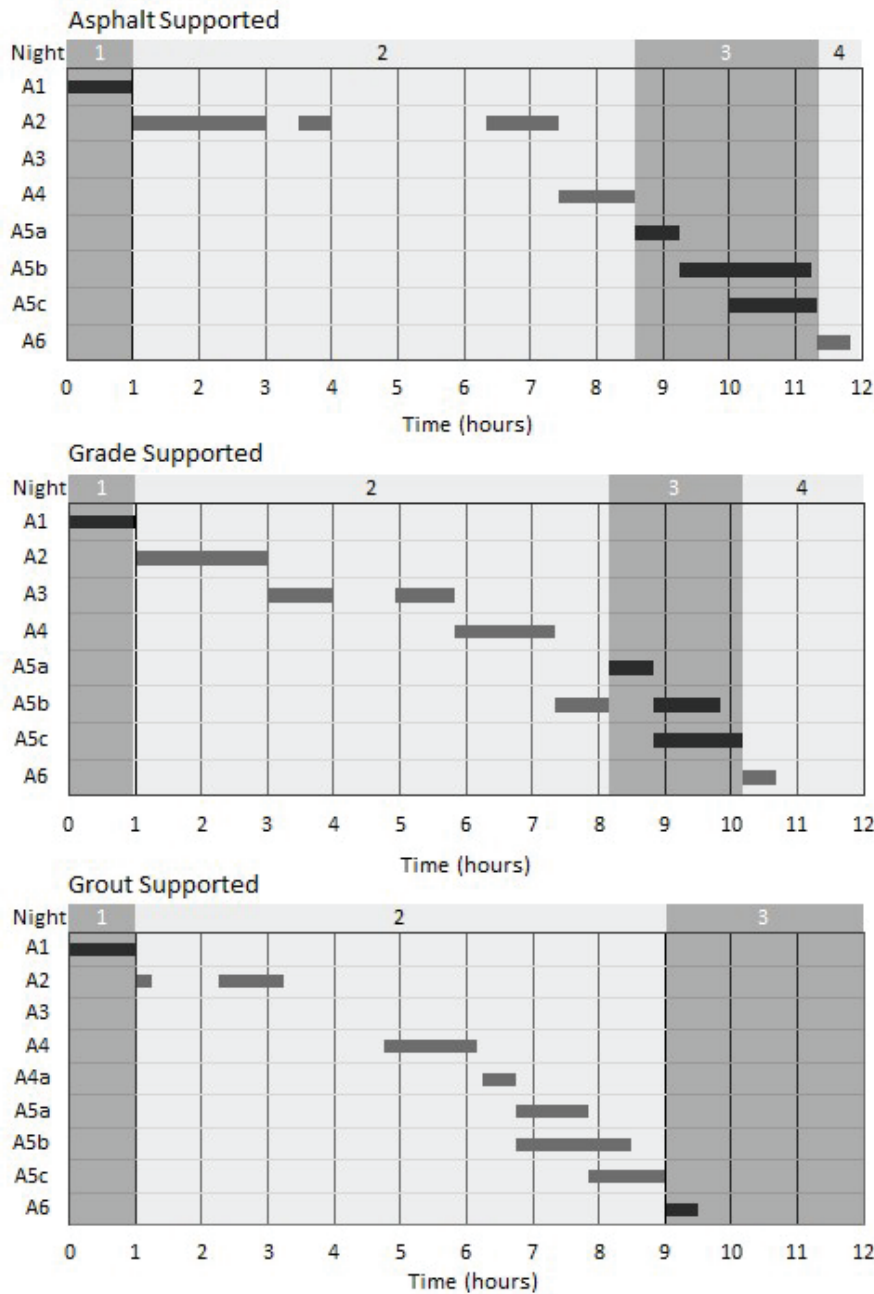 Asphalt Supported
Night 1 2 3 4
A1
A2
A3
A4
A5a
A5b
A5c
A6
0 1 2 3 4 5 6 7 8 9 10 11 12
Time (hours)
Grade Supported
Night 1 2 3 4
A1
A2
A3
A4
A5a
A5b
A5c
A6
0 1 2 3 4 5 6 7 8 9 10 11 12
Time (hours)
Grout Supported
Night 1 2 3
A1
A2
A3
A4
A4a
A5a
A5b
A5c
A6
0 1 2 3 4 5 6 7 8 9 10 11 12
Time (hours)